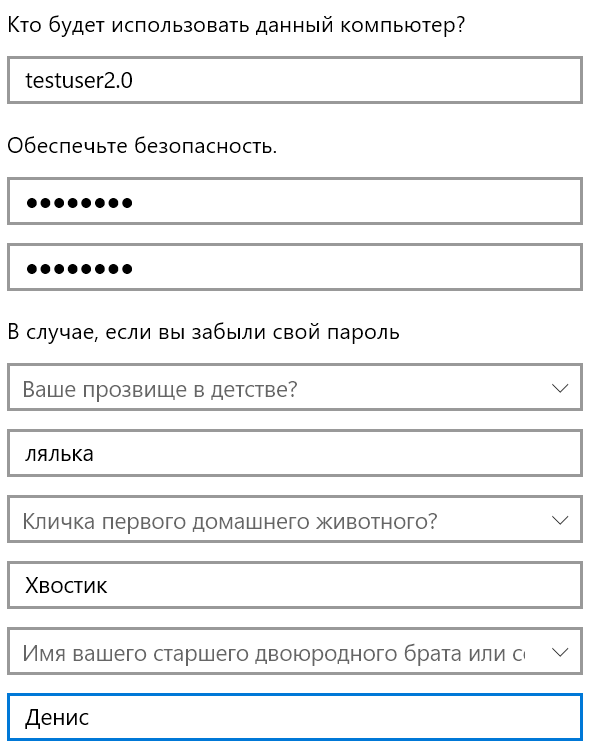 Кто будет использовать данный компьютер?
testuser2.0
Обеспечьте безопасность.
●●●●●●●●
●●●●●●●●
В случае, если вы забыли свой пароль
Ваше прозвище в детстве?
лялька
Кличка первого домашнего животного?
Хвостик
Имя вашего старшего двоюродного брата или
Денис